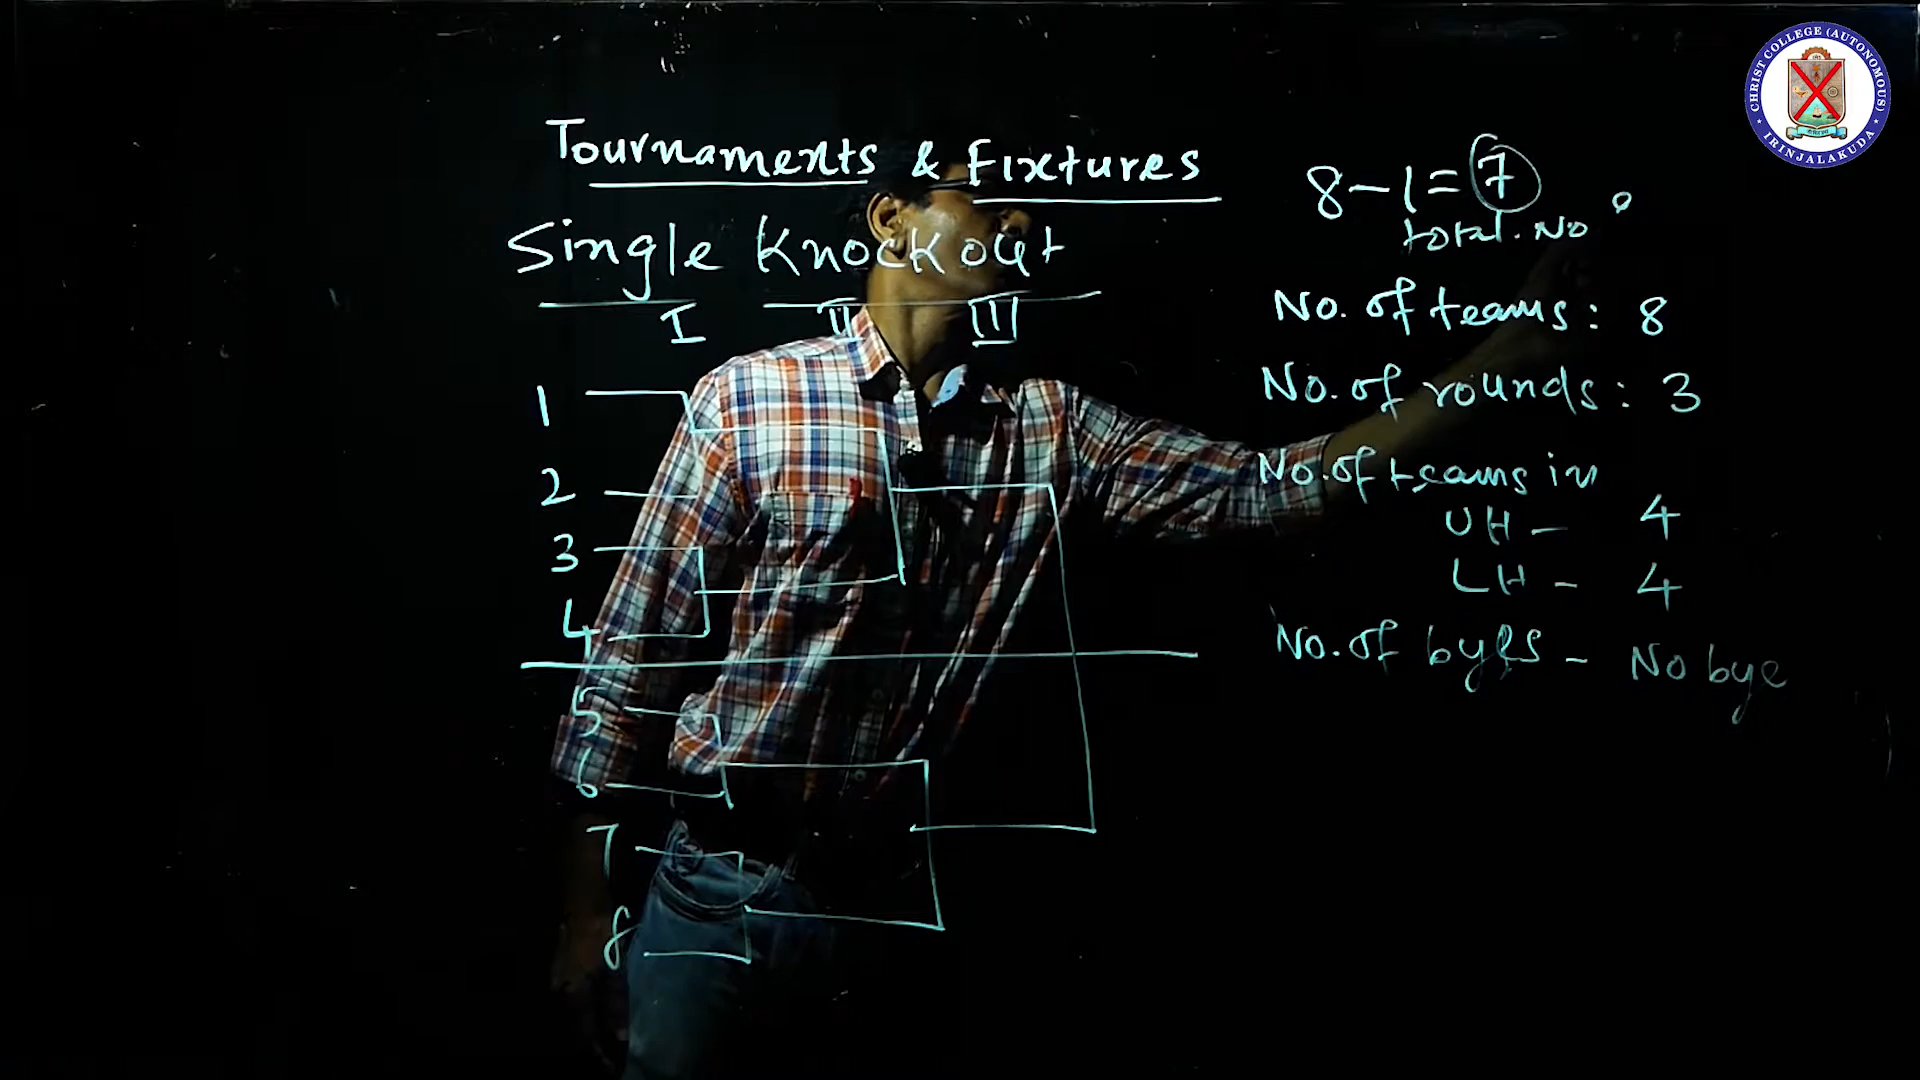 Tournaments & Fixtures
Single Knockout
I II III
1
2
3
4
5
6
7
8
8-1=7
total. No o
No. of teams: 8
No. of rounds: 3
No. of teams in
UH - 4
LH - 4
No. of byes - No bye
CHRIST COLLEGE (AUTONOMOUS)
IRINJALAKUDA